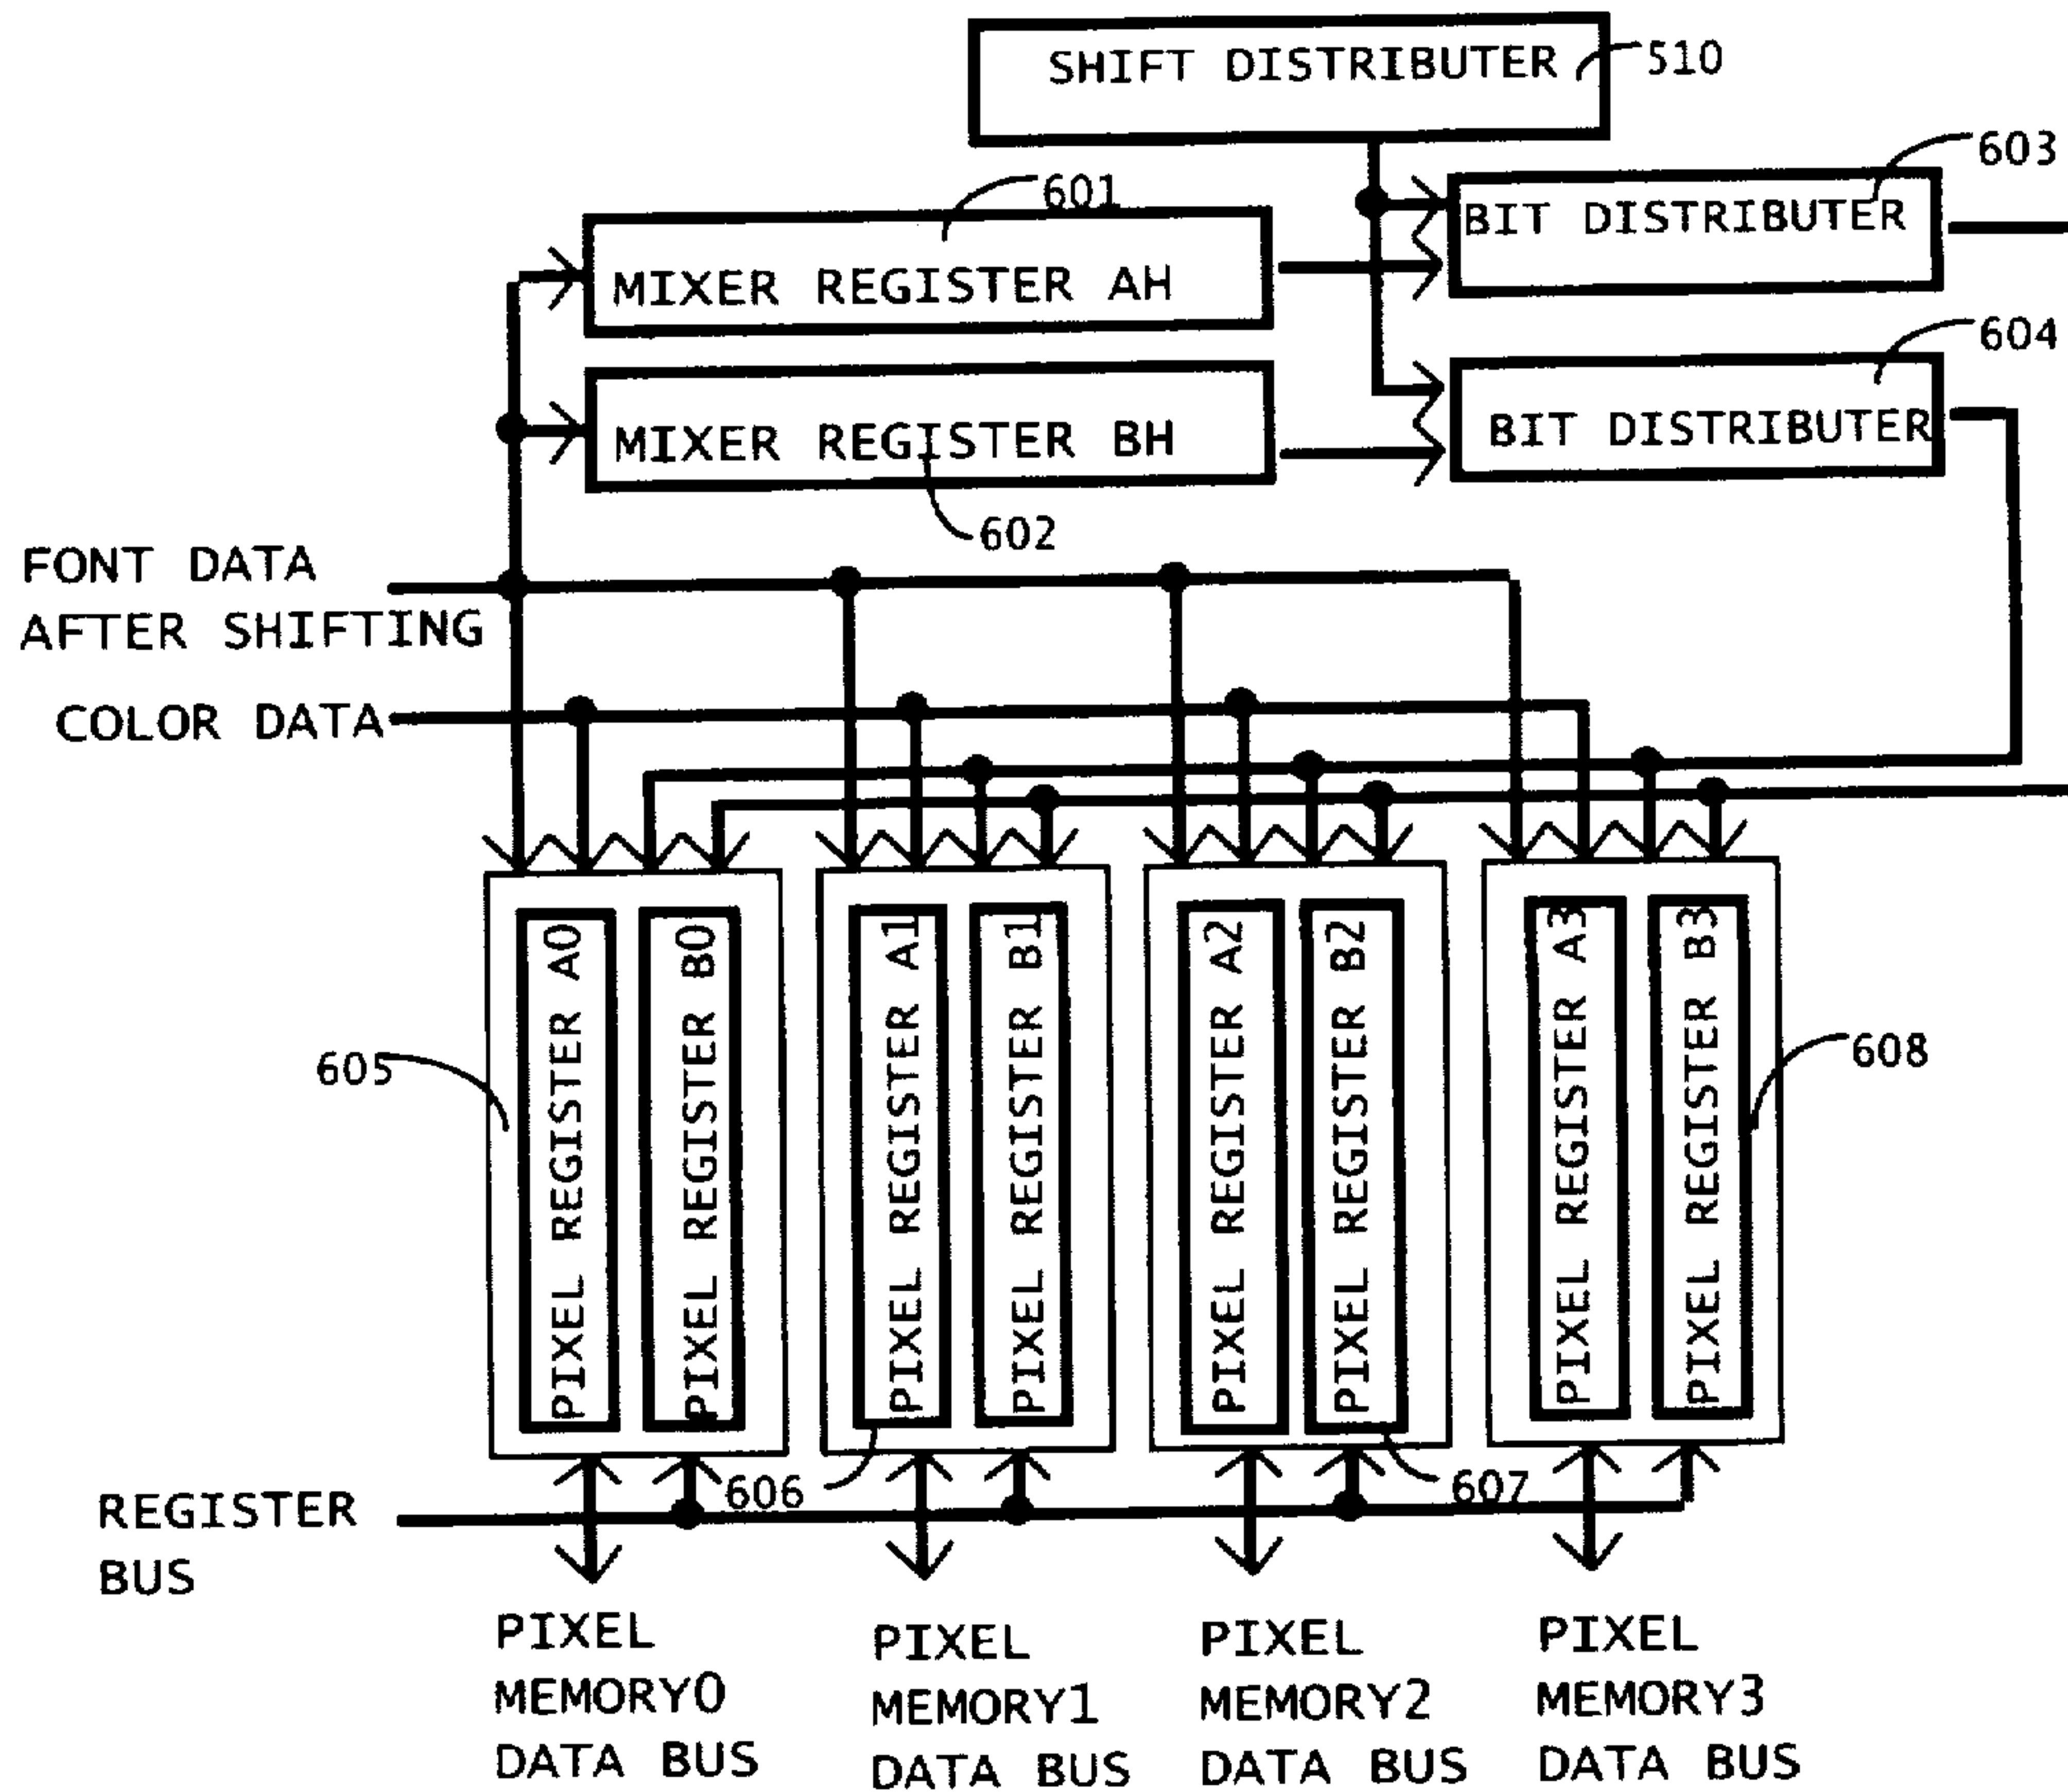 SHIFT DISTRIBUTER
510
603
601
BIT DISTRIBUTER
MIXER REGISTER AH
604
MIXER REGISTER BH
BIT DISTRIBUTER
602
FONT DATA
AFTER SHIFTING
COLOR DATA
PIXEL REGISTER A0
PIXEL REGISTER B0
PIXEL REGISTER A1
PIXEL REGISTER B1
PIXEL REGISTER A2
PIXEL REGISTER B2
PIXEL REGISTER A3
PIXEL REGISTER B3
605
608
606
607
REGISTER
BUS
PIXEL
MEMORY0
DATA BUS
PIXEL
MEMORY1
DATA BUS
PIXEL
MEMORY2
DATA BUS
PIXEL
MEMORY3
DATA BUS